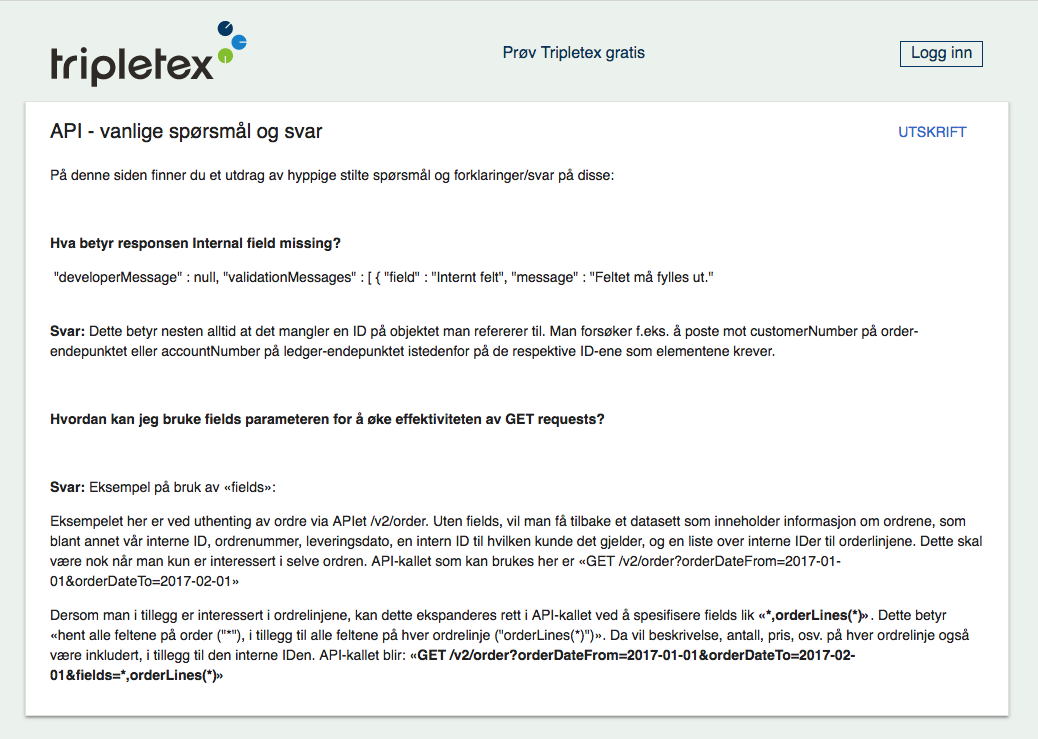 tripletex
Prøv Tripletex gratis
Logg inn
API - vanlige spørsmål og svar
UTSKRIFT
På denne siden finner du et utdrag av hyppige stilte spørsmål og forklaringer/svar på disse:
Hva betyr responsen Internal field missing?
"developerMessage" : null, "validationMessages" : [ { "field" : "Internt felt", "message" : "Feltet må fylles ut."
Svar: Dette betyr nesten alltid at det mangler en ID på objektet man refererer til. Man forsøker f.eks. å poste mot customerNumber på order-
endepunktet eller accountNumber på ledger-endepunktet istedenfor på de respektive ID-ene som elementene krever.
Hvordan kan jeg bruke fields parameteren for å øke effektiviteten av GET requests?
Svar: Eksempel på bruk av «fields»:
Eksempelet her er ved uthenting av ordre via APIet /v2/order. Uten fields, vil man få tilbake et datasett som inneholder informasjon om ordrene, som
blant annet vår interne ID, ordrenummer, leveringsdato, en intern ID til hvilken kunde det gjelder, og en liste over interne IDer til orderlinjene. Dette skal
være nok når man kun er interessert i selve ordren. API-kallet som kan brukes her er «GET /v2/order?orderDateFrom=2017-01-
01&orderDateTo=2017-02-01»
Dersom man i tillegg er interessert i ordrelinjene, kan dette ekspanderes rett i API-kallet ved å spesifisere fields lik «*,orderLines(*)». Dette betyr
«hent alle feltene på order ("*"), i tillegg til alle feltene på hver ordrelinje ("orderLines(*)")». Da vil beskrivelse, antall, pris, osv. på hver ordrelinje også
være inkludert, i tillegg til den interne IDen. API-kallet blir: «GET /v2/order?orderDateFrom=2017-01-01&orderDateTo=2017-02-
01&fields=*,orderLines(*)»